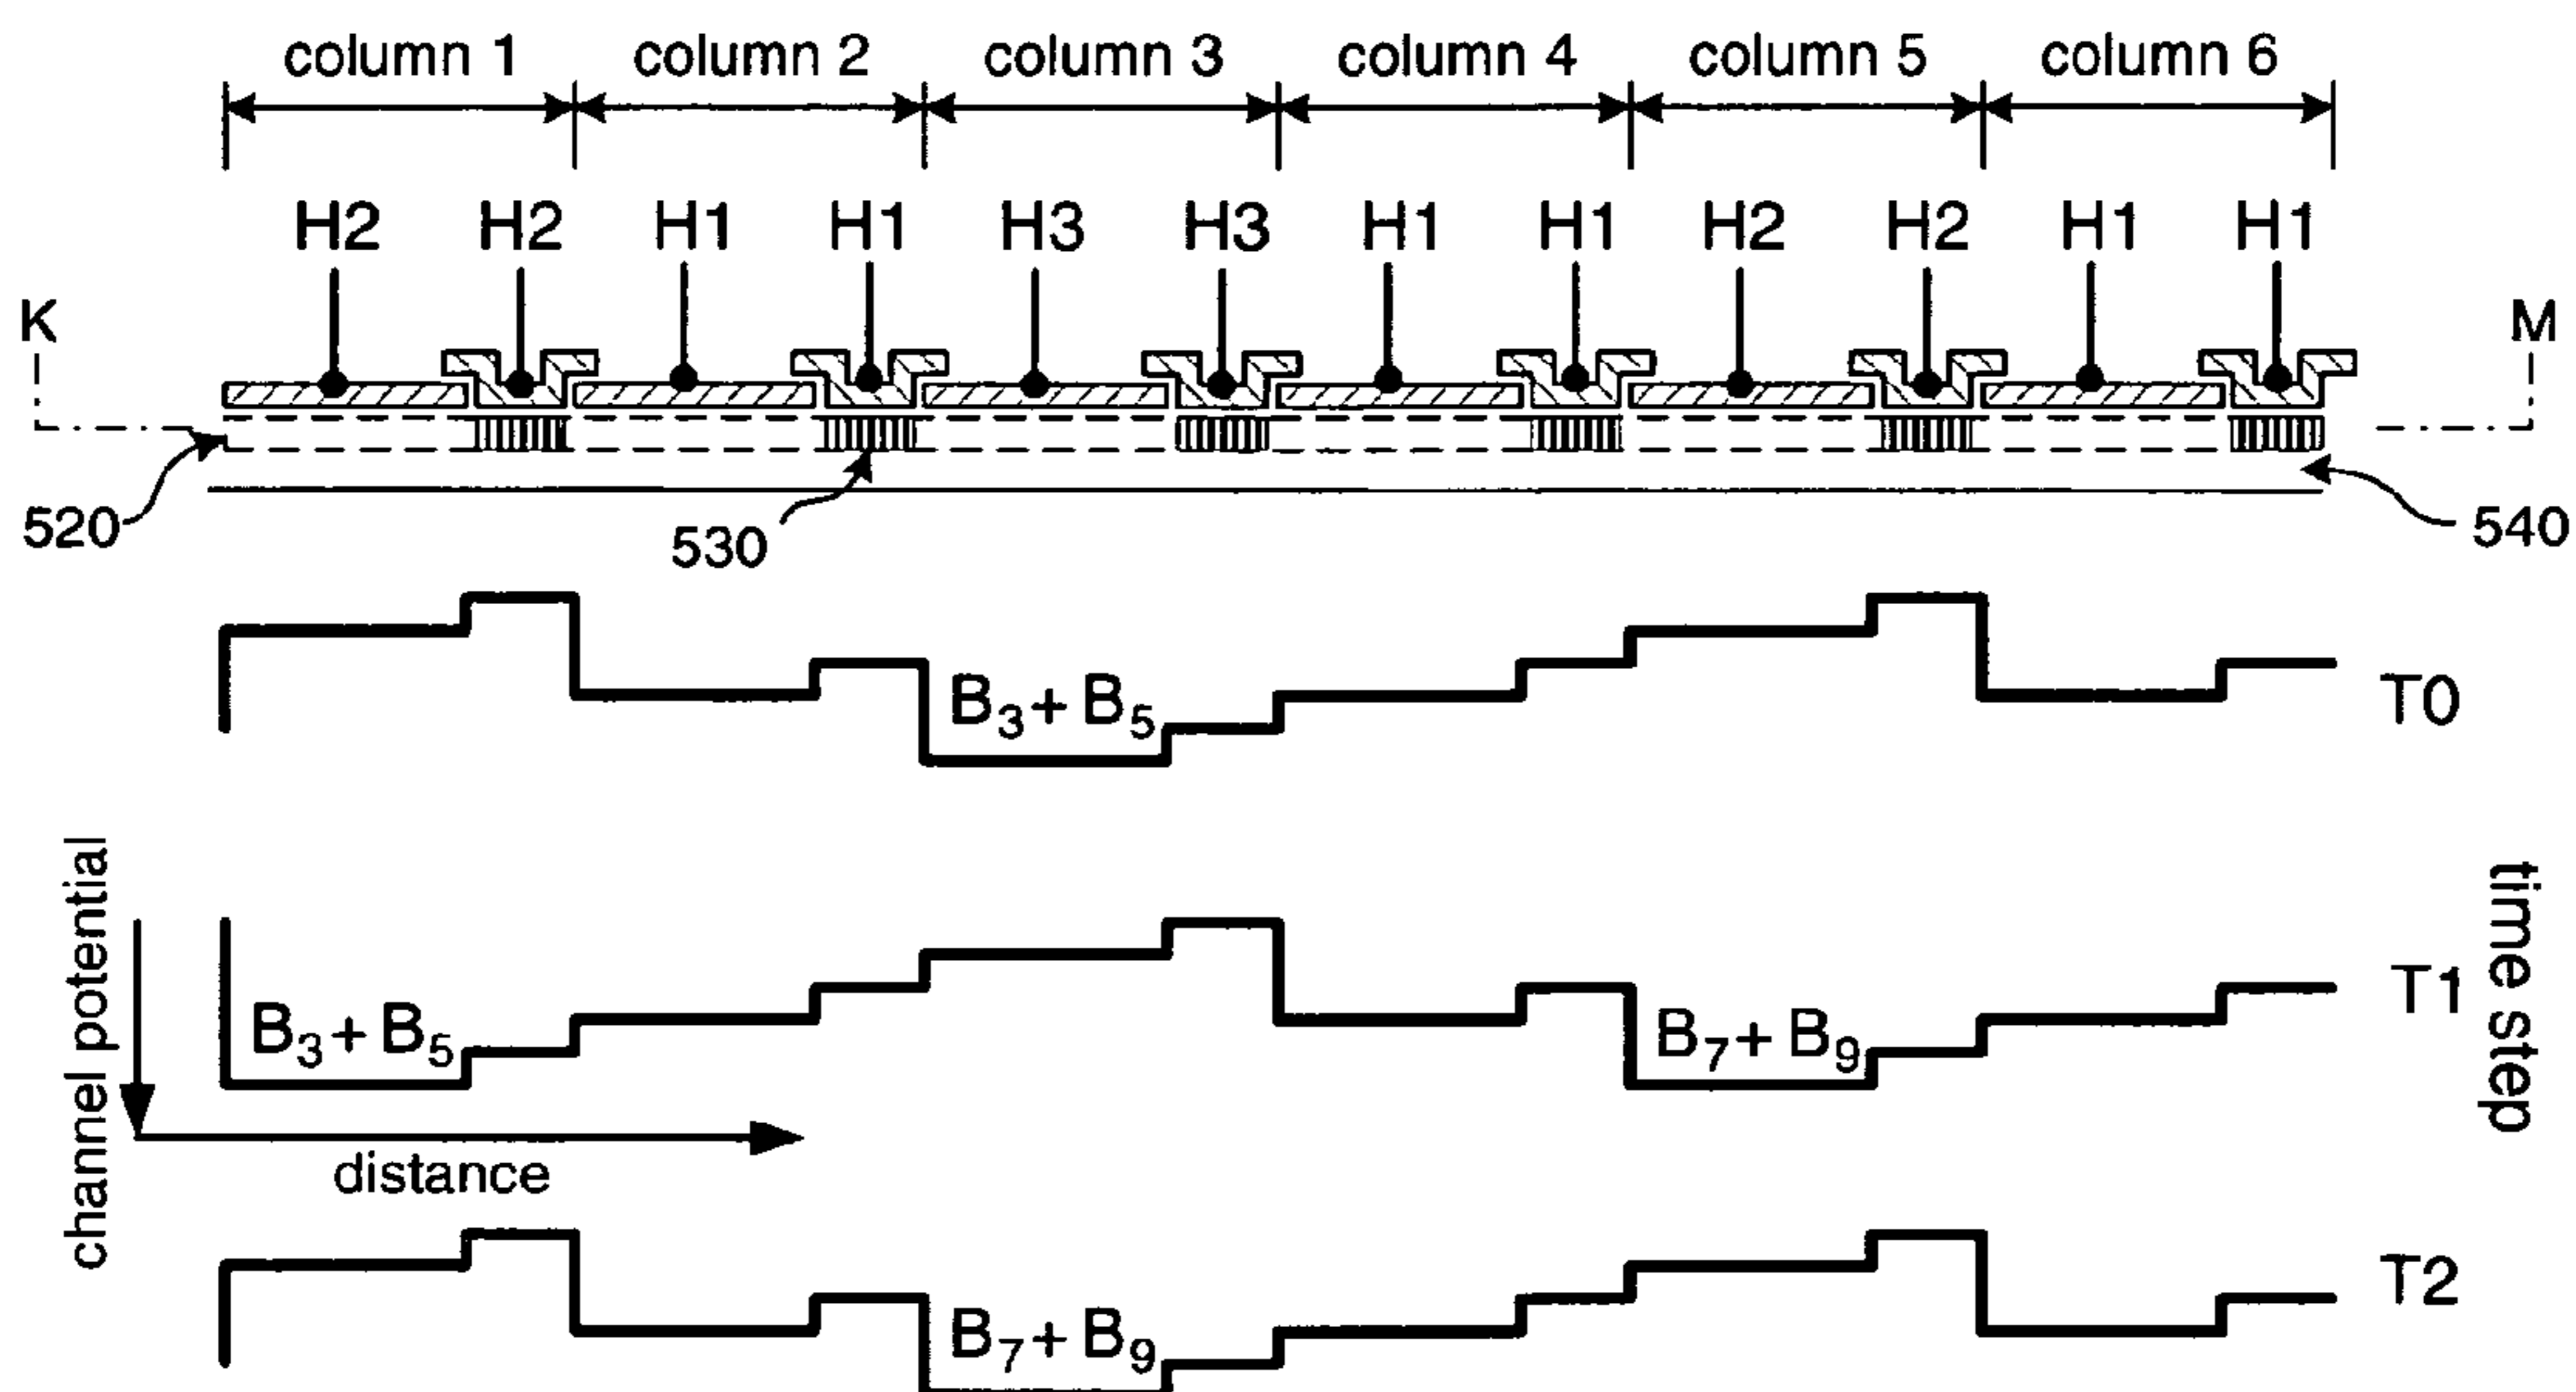 column 1 column 2 column 3 column 4 column 5 column 6
H2 H2 H1 H1 H3 H3 H1 H1 H2 H2 H1 H1
K M
520 530 540
B₃+ B₅ T0
channel potential
B₃+ B₅ B₇+ B₉ T1
time step
distance
B₇+ B₉ T2